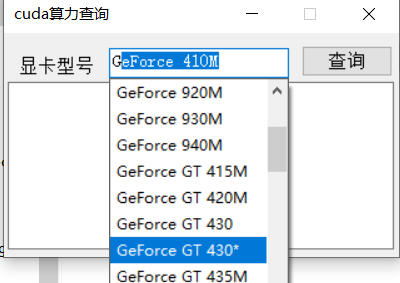 cuda算力查询
显卡型号
GeForce 410M
查询
GeForce 920M
GeForce 930M
GeForce 940M
GeForce GT 415M
GeForce GT 420M
GeForce GT 430
GeForce GT 430*
GeForce GT 435M